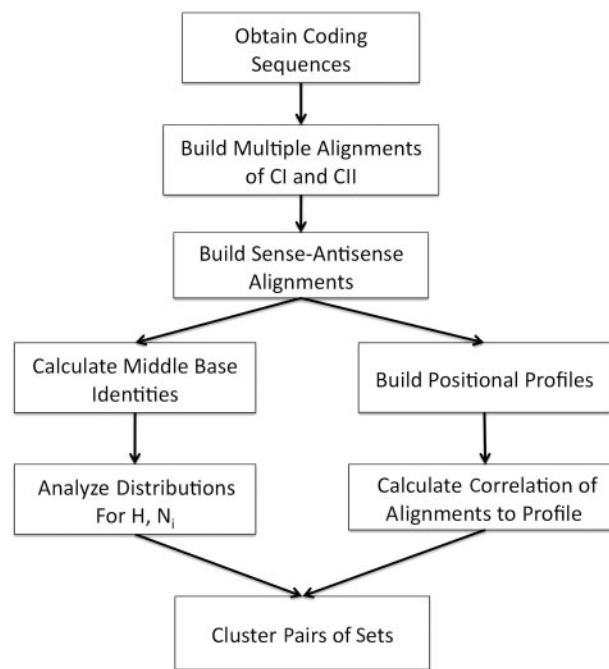 Obtain Coding
Sequences
Build Multiple Alignments
of CI and CII
Build Sense-Antisense
Alignments
Calculate Middle Base
Identities
Build Positional Profiles
Analyze Distributions
For H, Nᵢ
Calculate Correlation of
Alignments to Profile
Cluster Pairs of Sets